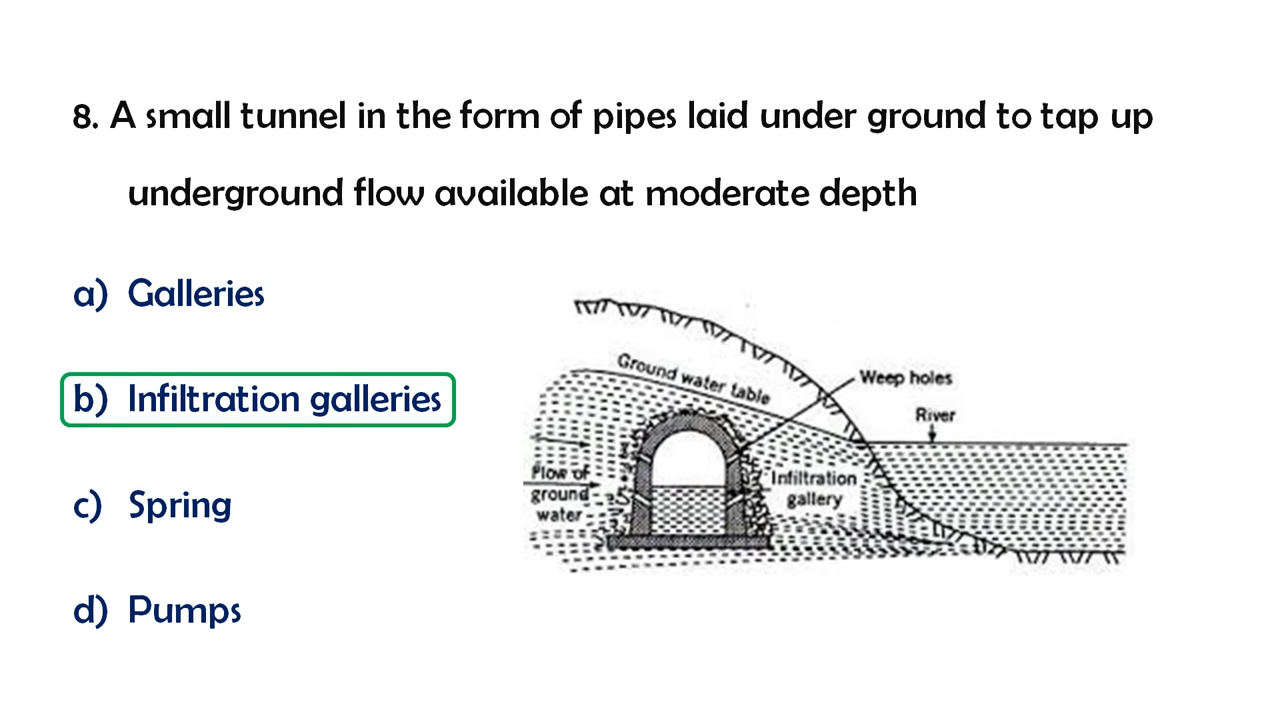 8. A small tunnel in the form of pipes laid under ground to tap up
underground flow available at moderate depth
a) Galleries
b) Infiltration galleries
c) Spring
d) Pumps
Ground water table
Weep holes
River
Flow of
ground
water
Infiltration
gallery